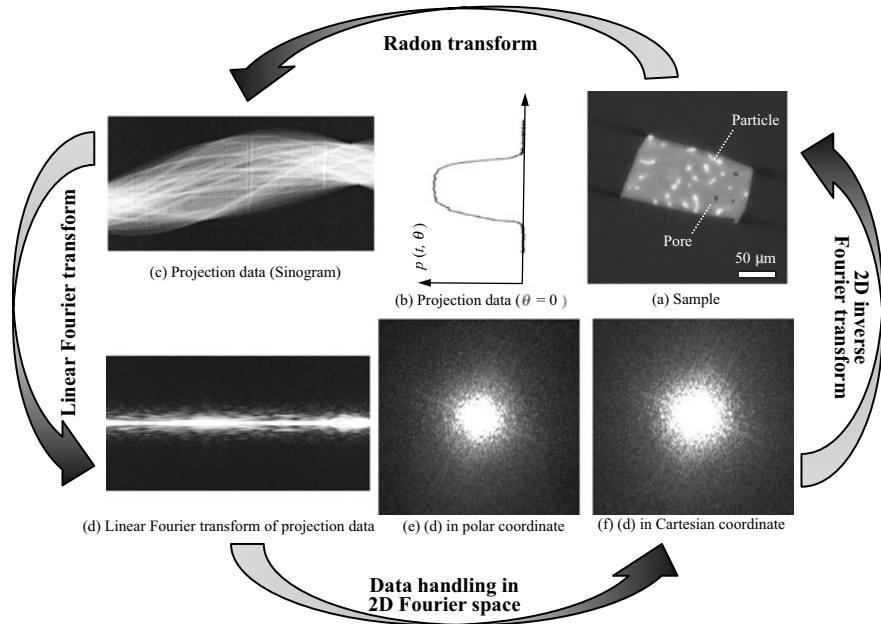 Radon transform
Particle
Pore
50 μm
p (t, θ)
Linear Fourier transform
2D inverse
Fourier transform
(c) Projection data (Sinogram)
(b) Projection data (θ = 0 )
(a) Sample
(d) Linear Fourier transform of projection data
(e) (d) in polar coordinate
(f) (d) in Cartesian coordinate
Data handling in
2D Fourier space